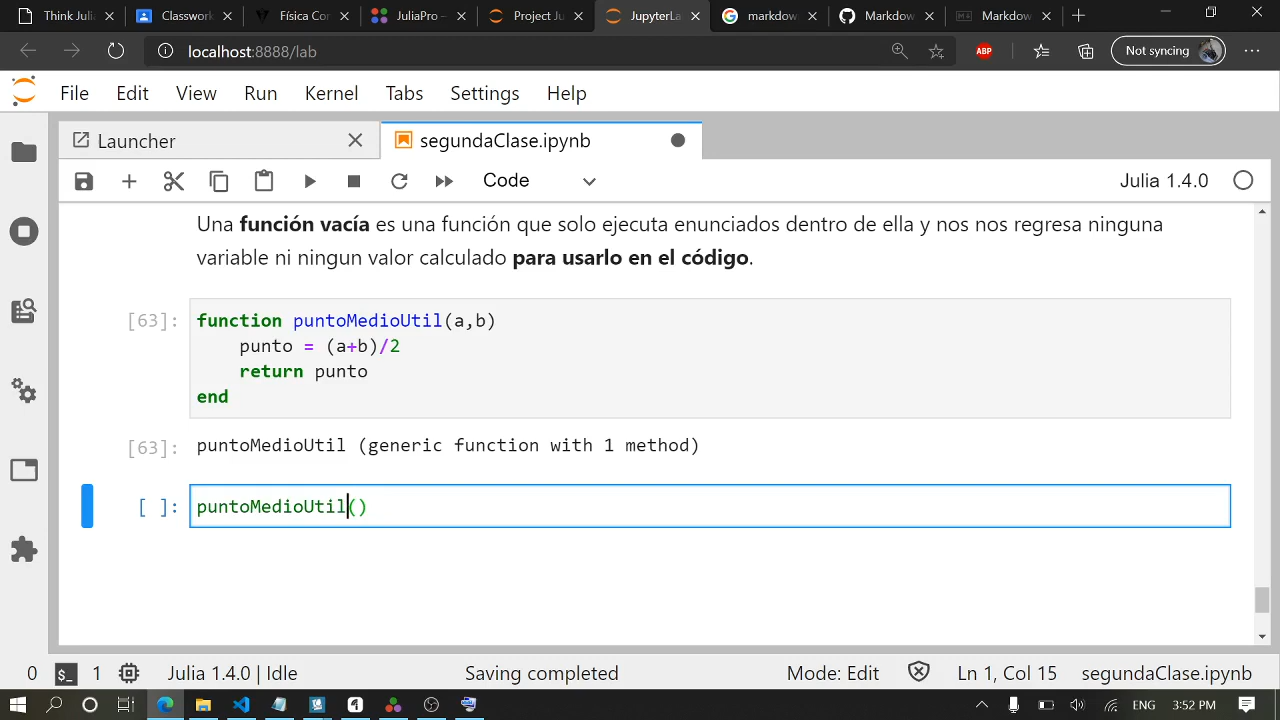 Think Juli
Classwork
Física Cor
JuliaPro -
Project Ju
JupyterLa
markdow
Markdow
Markdow
localhost:8888/lab
ABP
Not syncing
File Edit View Run Kernel Tabs Settings Help
Launcher
segundaClase.ipynb
Code
Julia 1.4.0
Una función vacía es una función que solo ejecuta enunciados dentro de ella y nos nos regresa ninguna
variable ni ningun valor calculado para usarlo en el código.
[63]: function puntoMedioUtil(a,b)
punto = (a+b)/2
return punto
end
[63]: puntoMedioUtil (generic function with 1 method)
[ ]: puntoMedioUtil()
0 $_ 1 Julia 1.4.0 | Idle Saving completed Mode: Edit Ln 1, Col 15 segundaClase.ipynb
ENG 3:52 PM